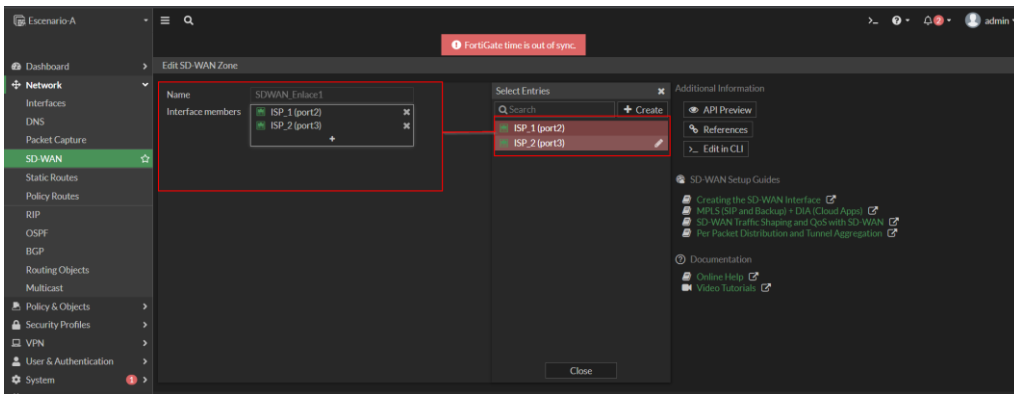 Escenario-A
admin
2
FortiGate time is out of sync.
Dashboard
Edit SD-WAN Zone
Network
Interfaces
DNS
Packet Capture
SD-WAN
Static Routes
Policy Routes
RIP
OSPF
BGP
Routing Objects
Multicast
Policy & Objects
Security Profiles
VPN
User & Authentication
System
1
Name
SDWAN_Enlace1
Interface members
ISP_1 (port2)
ISP_2 (port3)
+
Select Entries
Search
+ Create
ISP_1 (port2)
ISP_2 (port3)
Close
Additional Information
API Preview
References
>_ Edit in CLI
SD-WAN Setup Guides
Creating the SD-WAN Interface
MPLS (SIP and Backup) + DIA (Cloud Apps)
SD-WAN Traffic Shaping and QoS with SD-WAN
Per Packet Distribution and Tunnel Aggregation
Documentation
Online Help
Video Tutorials